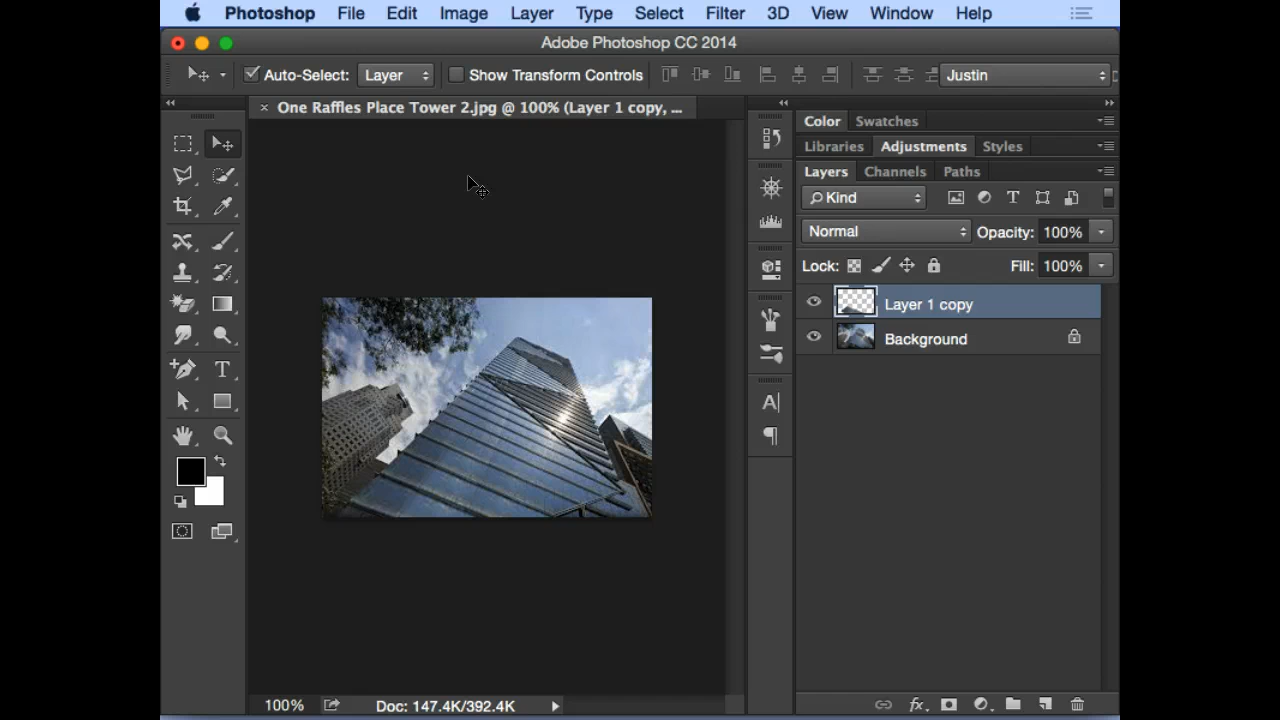 Photoshop File Edit Image Layer Type Select Filter 3D View Window Help
Adobe Photoshop CC 2014
Auto-Select: Layer Show Transform Controls Justin
One Raffles Place Tower 2.jpg @ 100% (Layer 1 copy, ...
Color Swatches
Libraries Adjustments Styles
Layers Channels Paths
Kind
Normal Opacity: 100%
Lock: Fill: 100%
Layer 1 copy
Background
100% Doc: 147.4K/392.4K